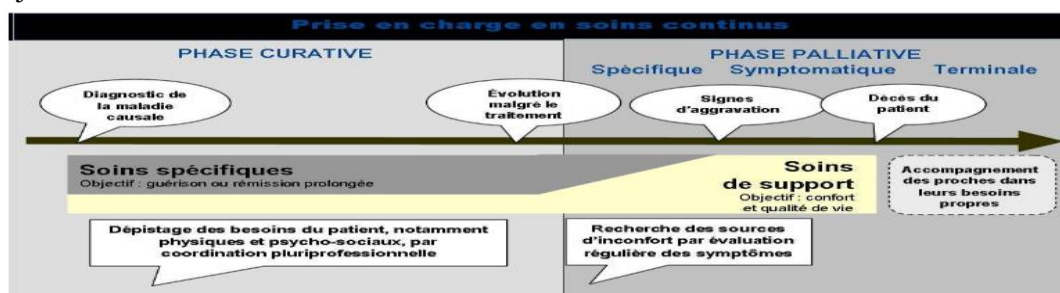 Prise en charge en soins continus
PHASE CURATIVE
PHASE PALLIATIVE
Spécifique Symptomatique Terminale
Diagnostic de
la maladie
causale
Évolution
malgré le
traitement
Signes
d'aggravation
Décès du
patient
Soins spécifiques
Objectif : guérison ou rémission prolongée
Soins
de support
Objectif : confort
et qualité de vie
Accompagnement
des proches dans
leurs besoins
propres
Dépistage des besoins du patient, notamment
physiques et psycho-sociaux, par
coordination pluriprofessionnelle
Recherche des sources
d'inconfort par évaluation
régulière des symptômes